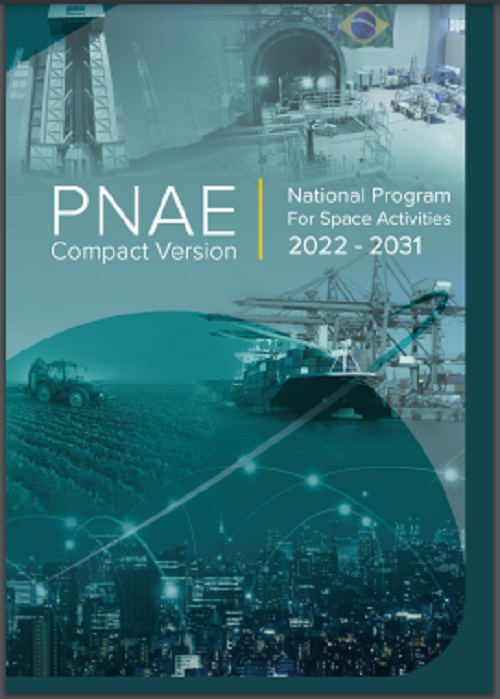 PNAE
Compact Version
National Program
For Space Activities
2022 - 2031